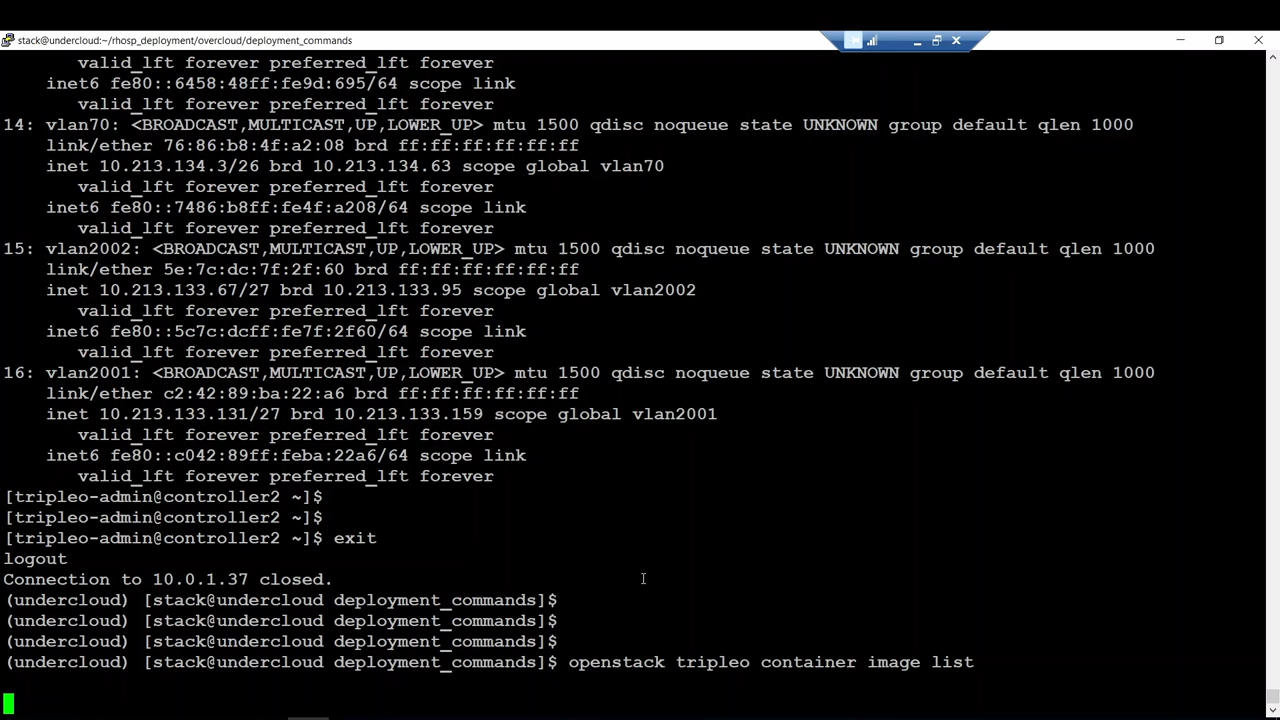 stack@undercloud:~/rhosp_deployment/overcloud/deployment_commands
valid_lft forever preferred_lft forever
inet6 fe80::6458:48ff:fe9d:695/64 scope link
valid_lft forever preferred_lft forever
14: vlan70: <BROADCAST,MULTICAST,UP,LOWER_UP> mtu 1500 qdisc noqueue state UNKNOWN group default qlen 1000
link/ether 76:86:b8:4f:a2:08 brd ff:ff:ff:ff:ff:ff
inet 10.213.134.3/26 brd 10.213.134.63 scope global vlan70
valid_lft forever preferred_lft forever
inet6 fe80::7486:b8ff:fe4f:a208/64 scope link
valid_lft forever preferred_lft forever
15: vlan2002: <BROADCAST,MULTICAST,UP,LOWER_UP> mtu 1500 qdisc noqueue state UNKNOWN group default qlen 1000
link/ether 5e:7c:dc:7f:2f:60 brd ff:ff:ff:ff:ff:ff
inet 10.213.133.67/27 brd 10.213.133.95 scope global vlan2002
valid_lft forever preferred_lft forever
inet6 fe80::5c7c:dcff:fe7f:2f60/64 scope link
valid_lft forever preferred_lft forever
16: vlan2001: <BROADCAST,MULTICAST,UP,LOWER_UP> mtu 1500 qdisc noqueue state UNKNOWN group default qlen 1000
link/ether c2:42:89:ba:22:a6 brd ff:ff:ff:ff:ff:ff
inet 10.213.133.131/27 brd 10.213.133.159 scope global vlan2001
valid_lft forever preferred_lft forever
inet6 fe80::c042:89ff:feba:22a6/64 scope link
valid_lft forever preferred_lft forever
[tripleo-admin@controller2 ~]$
[tripleo-admin@controller2 ~]$
[tripleo-admin@controller2 ~]$ exit
logout
Connection to 10.0.1.37 closed.
(undercloud) [stack@undercloud deployment_commands]$
(undercloud) [stack@undercloud deployment_commands]$
(undercloud) [stack@undercloud deployment_commands]$
(undercloud) [stack@undercloud deployment_commands]$ openstack tripleo container image list